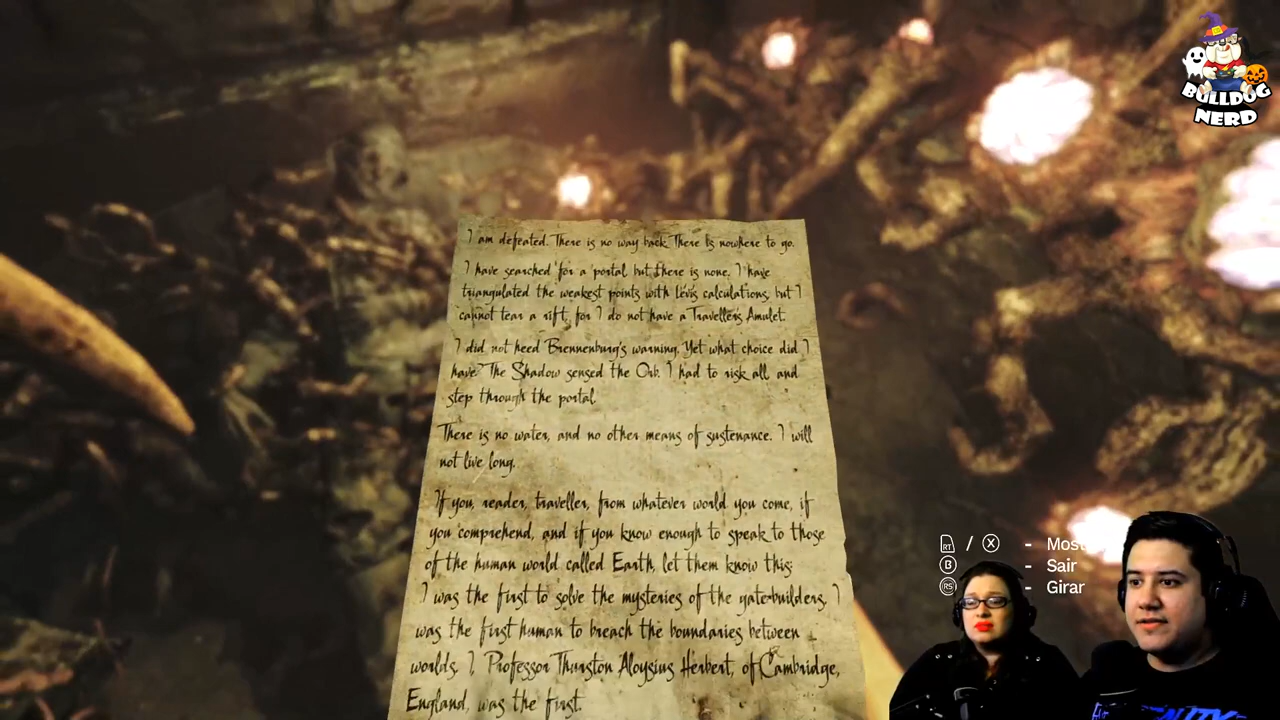 BULLDOG
NERD
I am defeated. There is no way back. There is nowhere to go.
I have searched for a portal but there is none. I have
triangulated the weakest points with Levis calculations, but I
cannot tear a rift, for I do not have a Travellers Amulet.
I did not heed Brennenburg's warning. Yet what choice did I
have? The Shadow sensed the Orb. I had to risk all and
step through the portal.
There is no water, and no other means of sustenance. I will
not live long.
If you, reader, traveller, from whatever world you come, if
you comprehend, and if you know enough to speak to those
of the human world called Earth, let them know this:
I was the first to solve the mysteries of the gatebuilders. I
was the first human to breach the boundaries between
worlds. I, Professor Thurston Aloysius Herbert, of Cambridge,
England, was the first.
RT / X - Most
B - Sair
RS - Girar